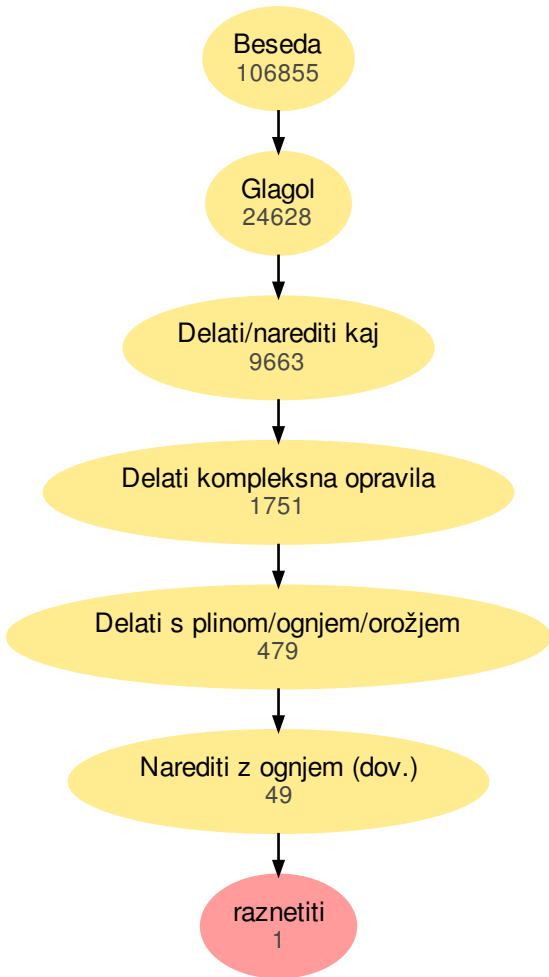 Beseda
106855
Glagol
24628
Delati/narediti kaj
9663
Delati kompleksna opravila
1751
Delati s plinom/ognjem/orožjem
479
Narediti z ognjem (dov.)
49
raznetiti
1